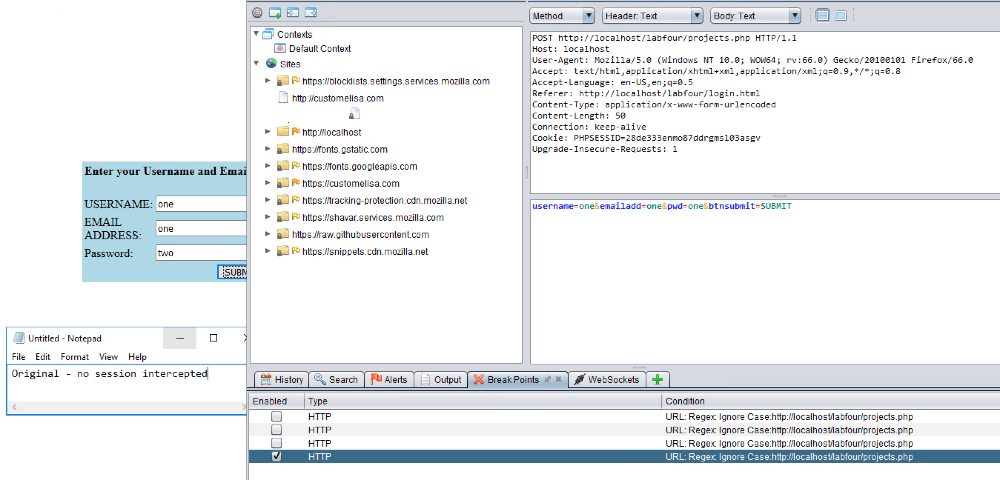 Enter your Username and Emai
USERNAME: one
EMAIL
ADDRESS: one
Password: two
SUBM
Untitled - Notepad
File Edit Format View Help
Original - no session intercepted
Contexts
Default Context
Sites
https://blocklists.settings.services.mozilla.com
http://customelisa.com
http://localhost
https://fonts.gstatic.com
https://fonts.googleapis.com
https://customelisa.com
https://tracking-protection.cdn.mozilla.net
https://shavar.services.mozilla.com
https://raw.githubusercontent.com
https://snippets.cdn.mozilla.net
Method Header: Text Body: Text
POST http://localhost/labfour/projects.php HTTP/1.1
Host: localhost
User-Agent: Mozilla/5.0 (Windows NT 10.0; WOW64; rv:66.0) Gecko/20100101 Firefox/66.0
Accept: text/html,application/xhtml+xml,application/xml;q=0.9,*/*;q=0.8
Accept-Language: en-US,en;q=0.5
Referer: http://localhost/labfour/login.html
Content-Type: application/x-www-form-urlencoded
Content-Length: 50
Connection: keep-alive
Cookie: PHPSESSID=28de333enmo87ddrgmsl03asgv
Upgrade-Insecure-Requests: 1
username=one&emailadd=one&pwd=one&btnsubmit=SUBMIT
History Search Alerts Output Break Points WebSockets
Enabled Type Condition
HTTP URL: Regex: Ignore Case:http://localhost/labfour/projects.php
HTTP URL: Regex: Ignore Case:http://localhost/labfour/projects.php
HTTP URL: Regex: Ignore Case:http://localhost/labfour/projects.php
HTTP URL: Regex: Ignore Case:http://localhost/labfour/projects.php